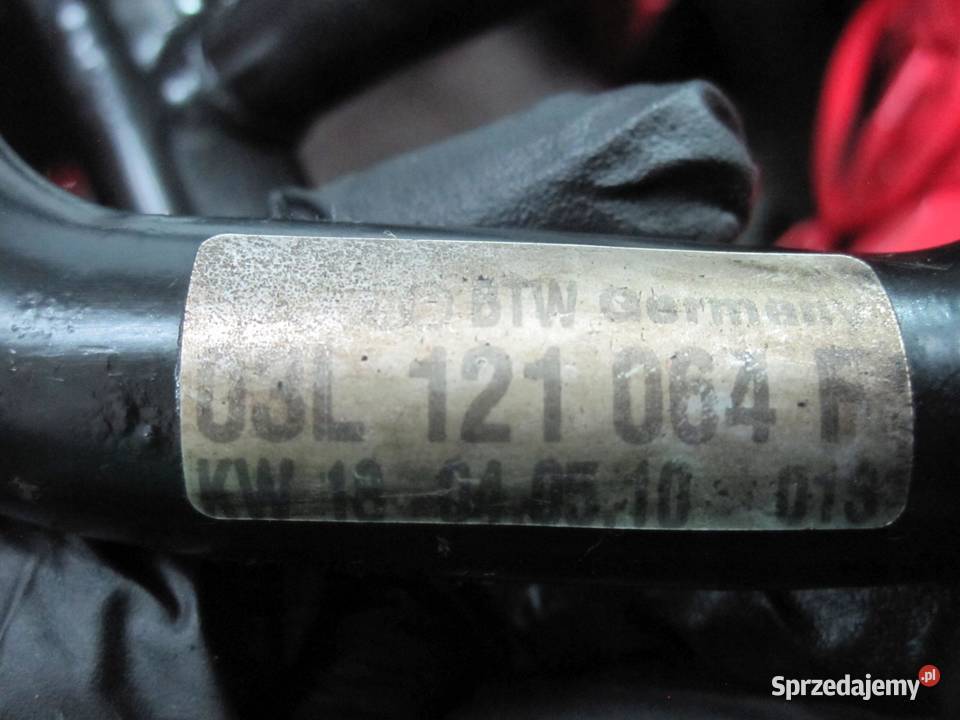 BTW Germany
03L 121 064
KW 18 04.05.10 013
Sprzedajemy.pl